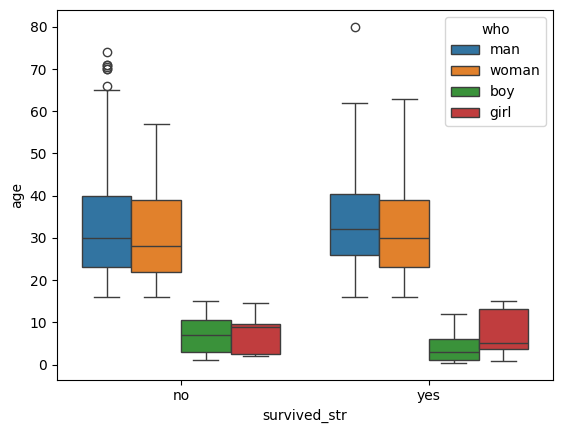 who
man
woman
boy
girl
80
70
60
50
40
30
20
10
0
age
no yes
survived_str